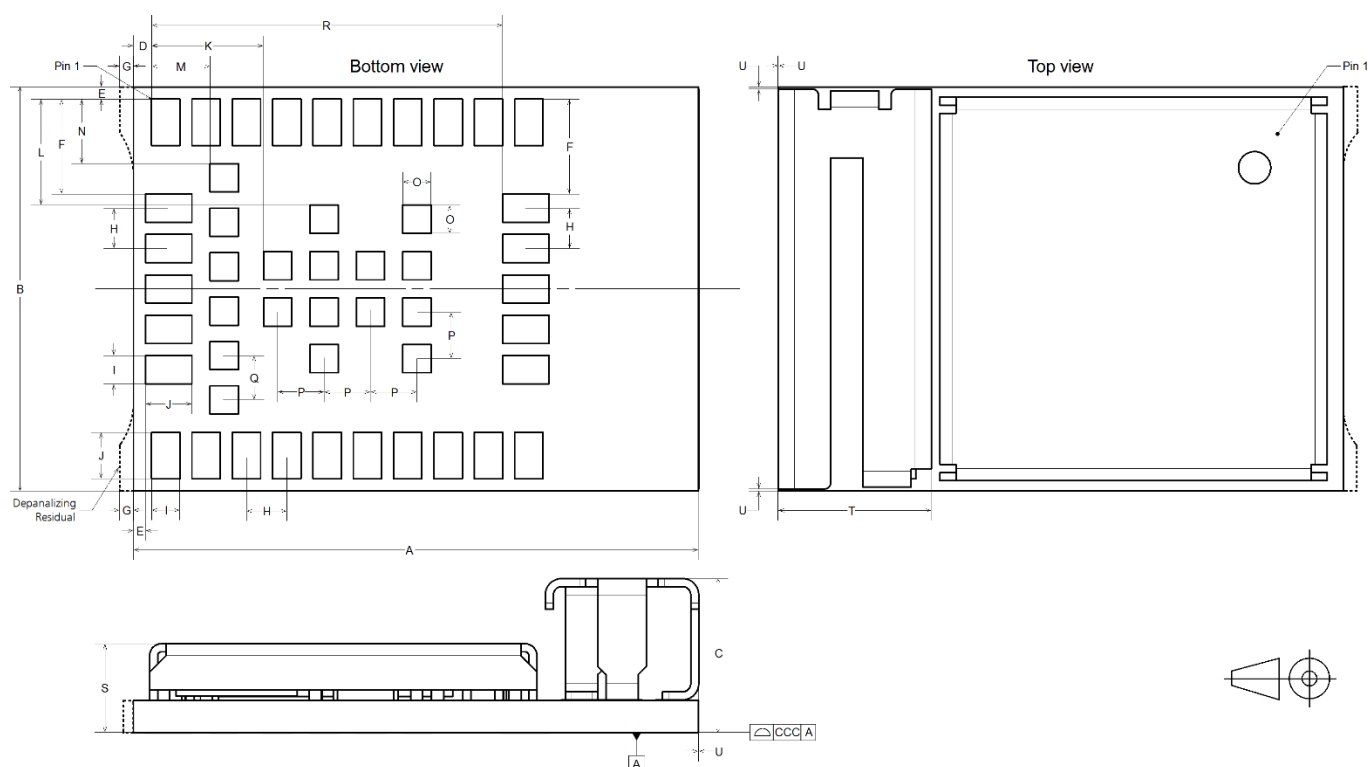 R
D
K
G
M
Pin 1
Bottom view
E
N
L
F
F
O
O
H
H
B
P
I
Q
P
P
P
J
J
Depanalizing
Residual
G
I
H
E
A
U
U
Top view
Pin 1
U
T
S
C
CCC
A
U
A